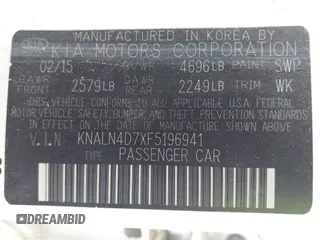 MANUFACTURED IN KOREA BY
KIA MOTORS CORPORATION
02/15 GVWR 4696LB PAINT SWP
GAWR FRONT 2579LB GAWR 2249LB TRIM WK
THIS VEHICLE CONFORMS TO ALL APPLICABLE FEDERAL
MOTOR VEHICLE SAFETY, BUMPER, AND THEFT
PREVENTION STANDARDS IN EFFECT ON THE DATE OF
MANUFACTURE SHOWN ABOVE.
V.I.N: KNALN4D7XF5196941
TYPE: PASSENGER CAR
DREAMBID